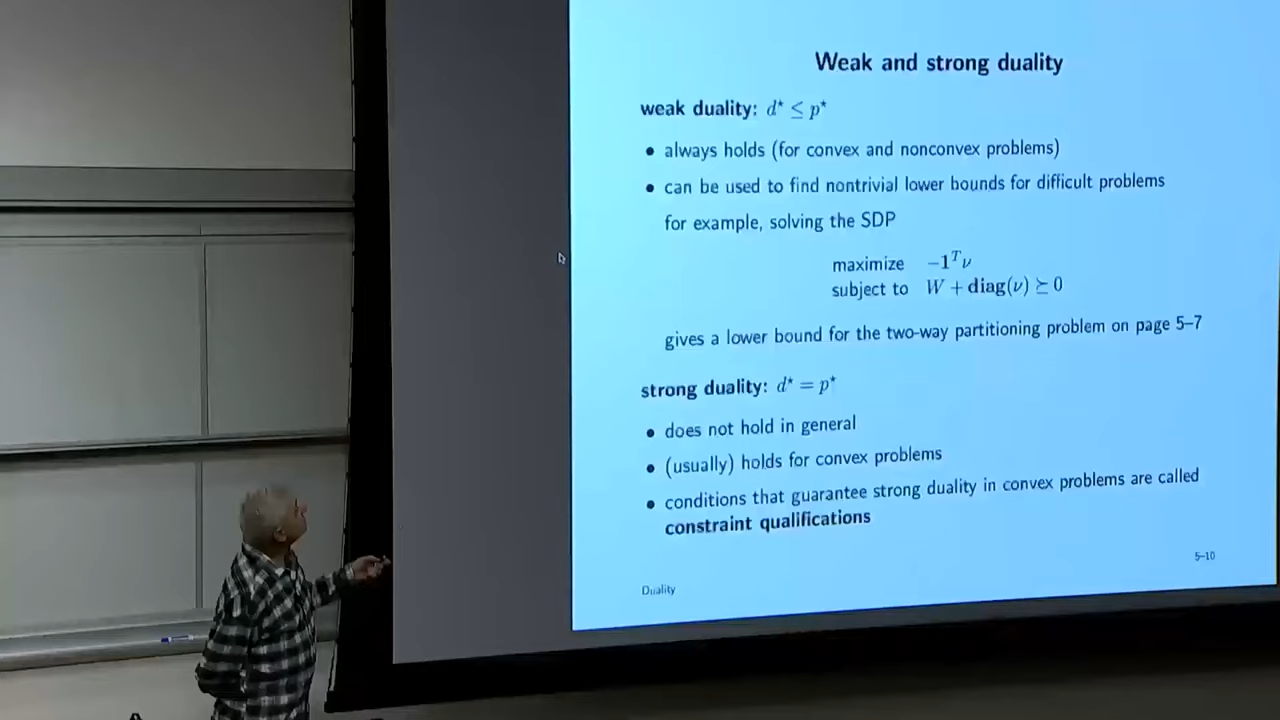 Weak and strong duality
weak duality: d⋆ ≤ p⋆
• always holds (for convex and nonconvex problems)
• can be used to find nontrivial lower bounds for difficult problems
for example, solving the SDP
maximize −1ᵀν
subject to W + diag(ν) ⪰ 0
gives a lower bound for the two-way partitioning problem on page 5–7
strong duality: d⋆ = p⋆
• does not hold in general
• (usually) holds for convex problems
• conditions that guarantee strong duality in convex problems are called
constraint qualifications
Duality 5–10